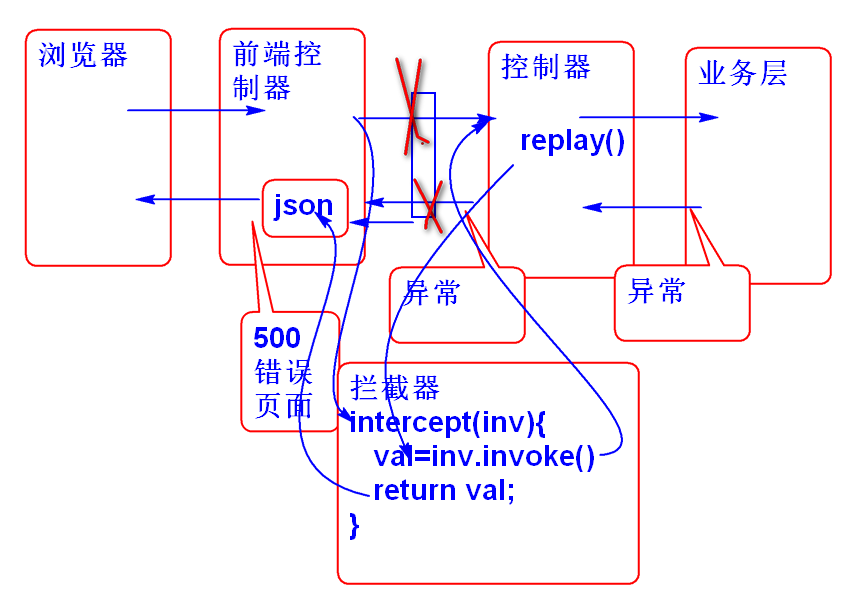 浏览器
前端控
制器
控制器
业务层
replay()
json
异常
异常
500
错误
页面
拦截器
intercept(inv){
val=inv.invoke()
return val;
}